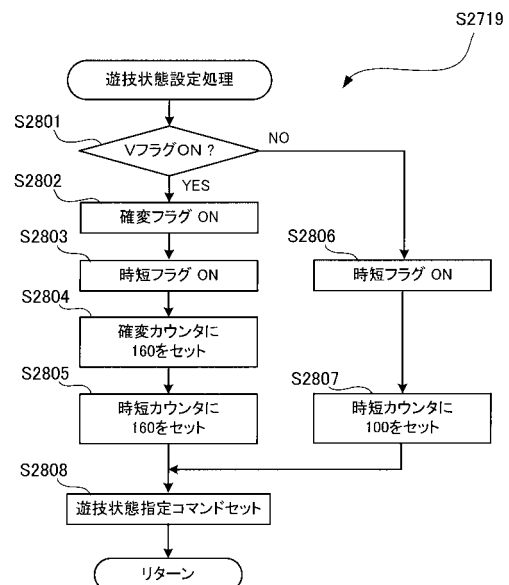 S2719
遊技状態設定処理
S2801
VフラグON?
NO
YES
S2802
確変フラグ ON
S2803
時短フラグ ON
S2806
時短フラグ ON
S2804
確変カウンタに
160をセット
S2805
時短カウンタに
160をセット
S2807
時短カウンタに
100をセット
S2808
遊技状態指定コマンドセット
リターン